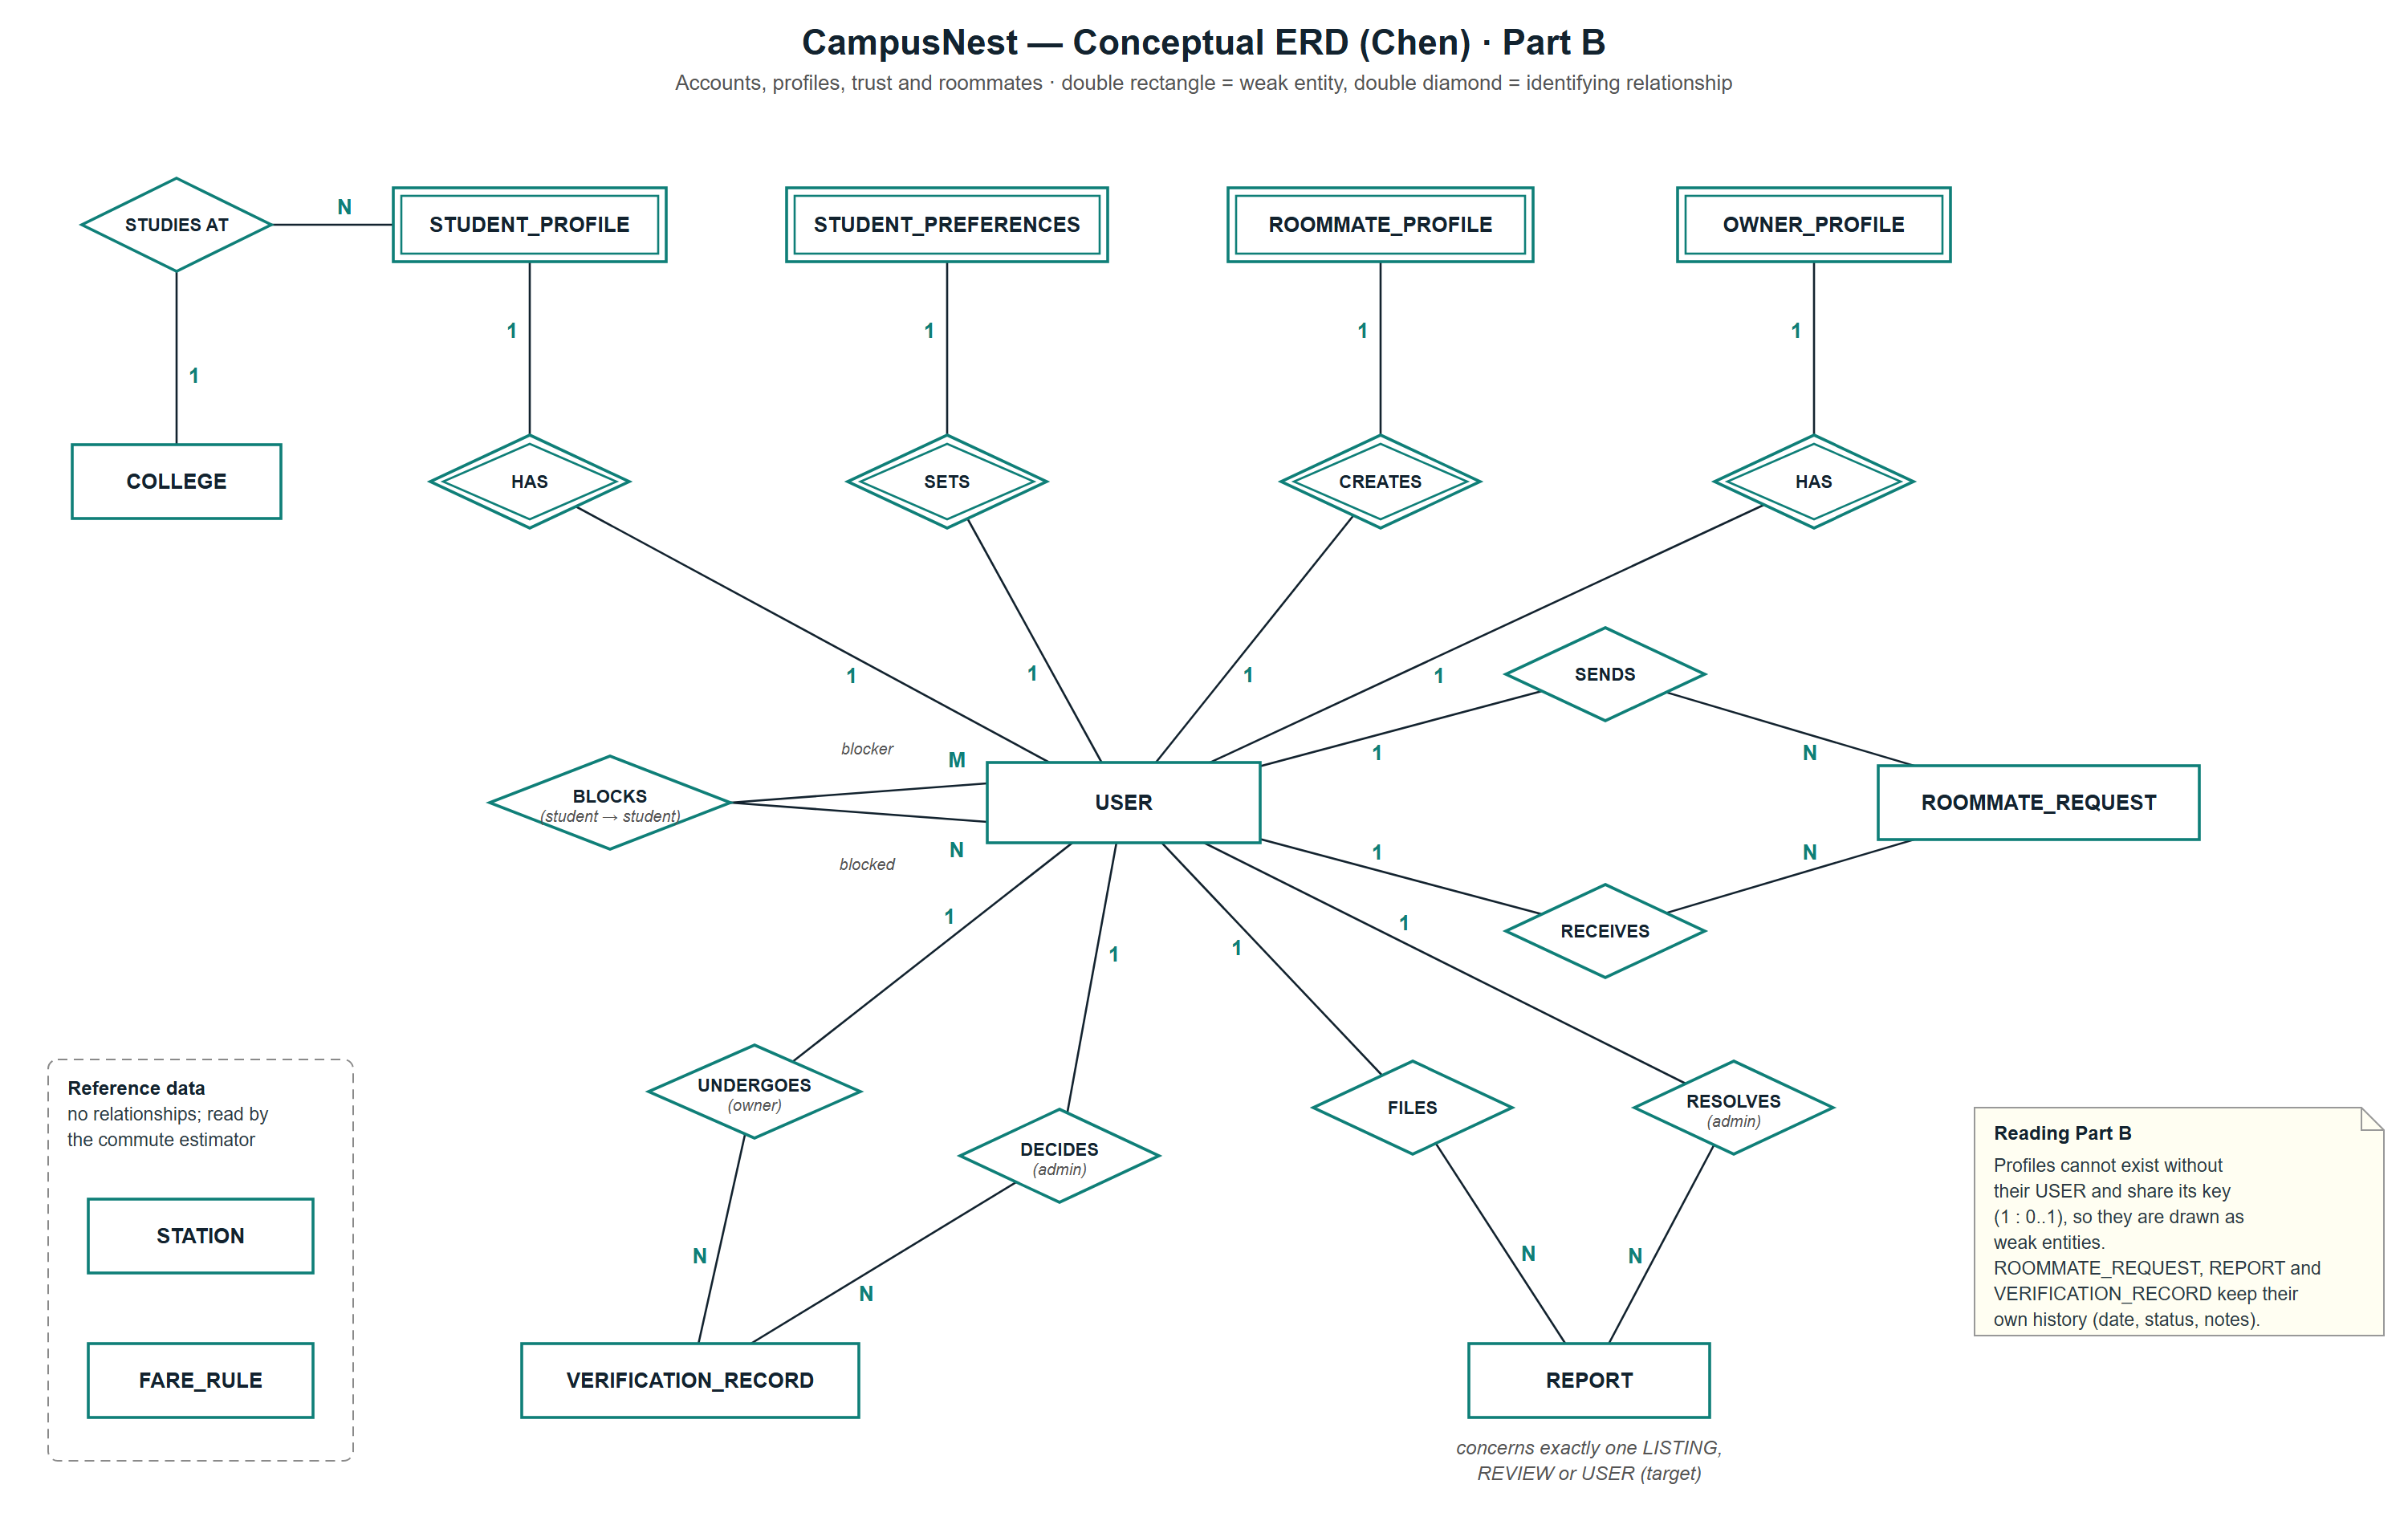 CampusNest — Conceptual ERD (Chen) · Part B
Accounts, profiles, trust and roommates · double rectangle = weak entity, double diamond = identifying relationship
STUDIES AT
N
STUDENT_PROFILE
STUDENT_PREFERENCES
ROOMMATE_PROFILE
OWNER_PROFILE
1
1
1
1
1
COLLEGE
HAS
SETS
CREATES
HAS
1
1
1
1
SENDS
blocker
M
1
N
BLOCKS
(student → student)
USER
ROOMMATE_REQUEST
N
blocked
1
N
1
1
1
1
RECEIVES
UNDERGOES
(owner)
DECIDES
(admin)
FILES
RESOLVES
(admin)
Reference data
no relationships; read by
the commute estimator
STATION
FARE_RULE
N
N
N
N
VERIFICATION_RECORD
REPORT
concerns exactly one LISTING,
REVIEW or USER (target)
Reading Part B
Profiles cannot exist without
their USER and share its key
(1 : 0..1), so they are drawn as
weak entities.
ROOMMATE_REQUEST, REPORT and
VERIFICATION_RECORD keep their
own history (date, status, notes).